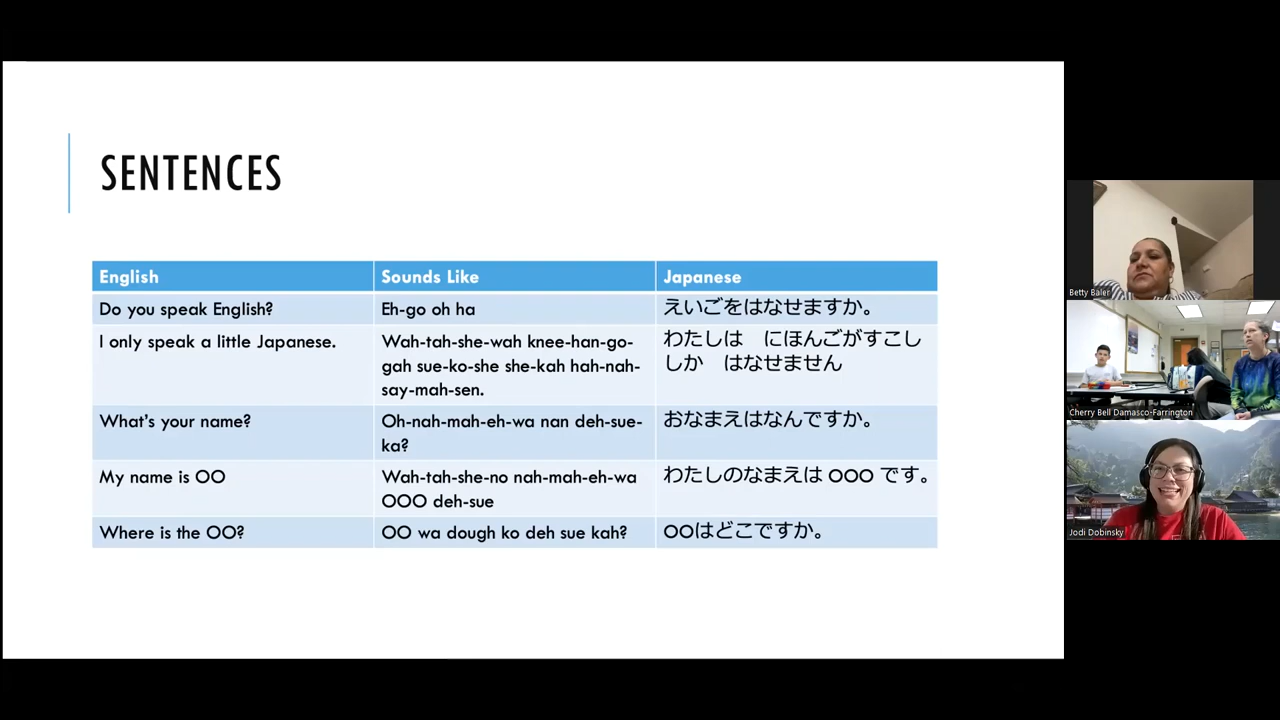 SENTENCES
English Sounds Like Japanese
Do you speak English? Eh-go oh ha えいごをはなせますか。
I only speak a little Japanese. Wah-tah-she-wah knee-han-go- わたしは　にほんごがすこし
gah sue-ko-she she-kah hah-nah- しか　はなせません
say-mah-sen.
What's your name? Oh-nah-mah-eh-wa nan deh-sue- おなまえはなんですか。
ka?
My name is OO Wah-tah-she-no nah-mah-eh-wa わたしのなまえは OOO です。
OOO deh-sue
Where is the OO? OO wa dough ko deh sue kah? OOはどこですか。
Betty Baler
Cherry Bell Damasco-Farrington
Jodi Dobinsky